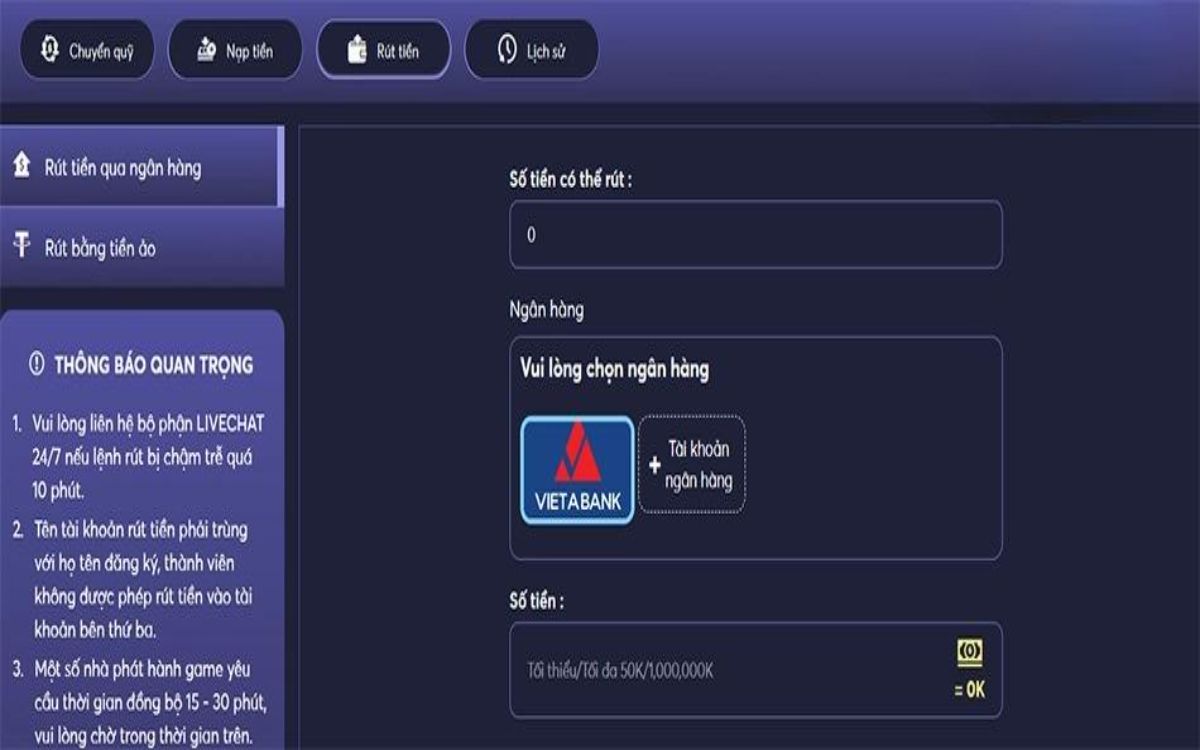 Chuyển quỹ
Nạp tiền
Rút tiền
Lịch sử
Rút tiền qua ngân hàng
Rút bằng tiền ảo
THÔNG BÁO QUAN TRỌNG
1. Vui lòng liên hệ bộ phận LIVECHAT
24/7 nếu lệnh rút bị chậm trễ quá
10 phút.
2. Tên tài khoản rút tiền phải trùng
với họ tên đăng ký, thành viên
không được phép rút tiền vào tài
khoản bên thứ ba.
3. Một số nhà phát hành game yêu
cầu thời gian đồng bộ 15 - 30 phút,
vui lòng chờ trong thời gian trên.
Số tiền có thể rút :
0
Ngân hàng
Vui lòng chọn ngân hàng
VIETABANK
+ Tài khoản
ngân hàng
Số tiền :
Tối thiểu/Tối đa 50K/1,000,000K
= 0K